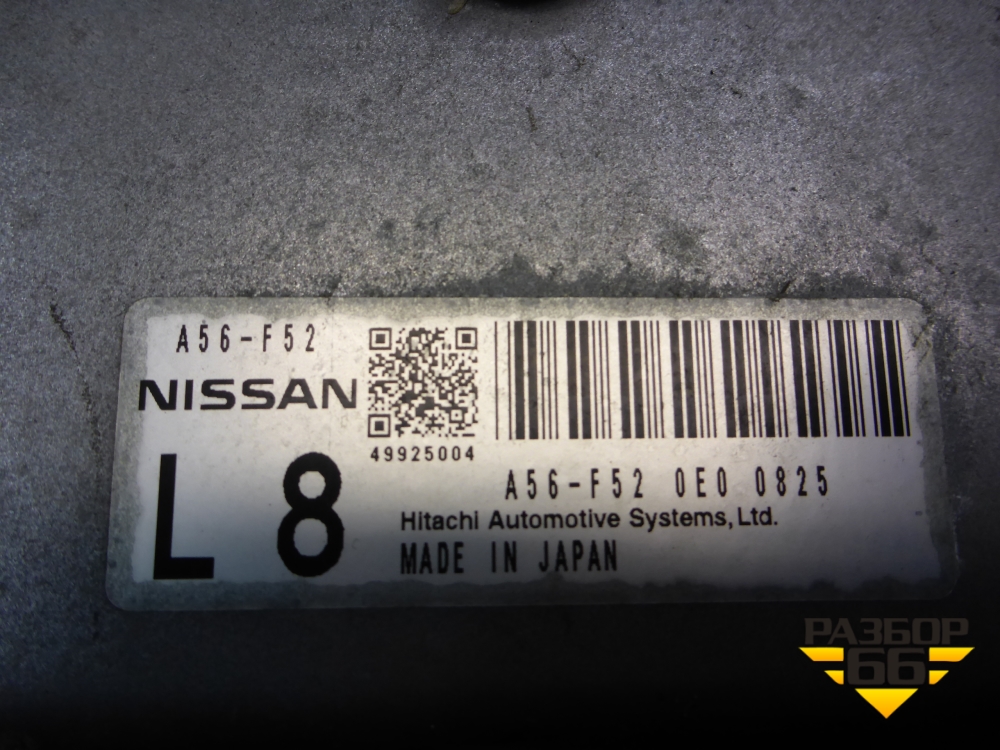 A56-F52
NISSAN
49925004
L 8
A56-F52 0E0 0825
Hitachi Automotive Systems, Ltd.
MADE IN JAPAN
РАЗБОР
66